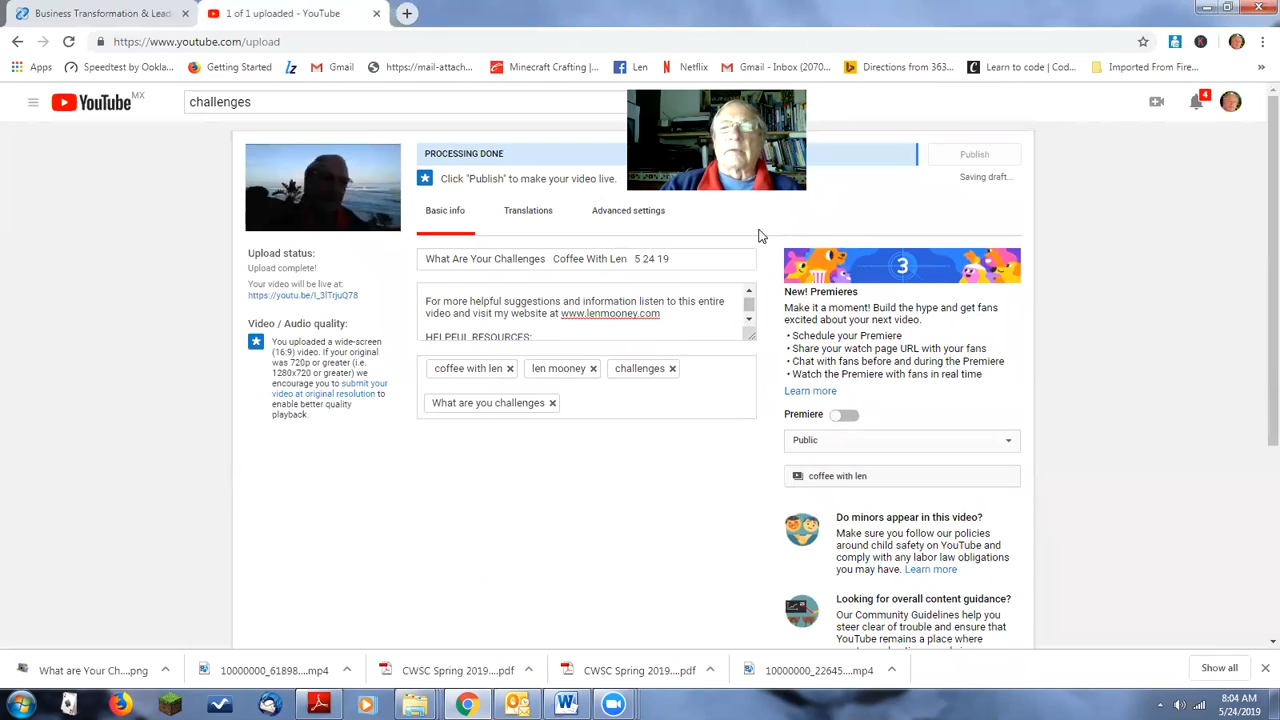 Business Transformation & Lead
1 of 1 uploaded - YouTube
https://www.youtube.com/upload
Apps
Speedtest by Ookla...
Getting Started
Gmail
https://mail-attach...
Minecraft Crafting |...
Len
Netflix
Gmail - Inbox (2070...
Directions from 363...
Learn to code | Cod...
Imported From Fire...
YouTube MX
challenges
4
PROCESSING DONE
Publish
Click "Publish" to make your video live.
Saving draft...
Basic info
Translations
Advanced settings
Upload status:
Upload complete!
Your video will be live at:
https://youtu.be/I_3lTrjuQ78
Video / Audio quality:
You uploaded a wide-screen
(16:9) video. If your original
was 720p or greater (i.e.
1280x720 or greater) we
encourage you to submit your
video at original resolution to
enable better quality
playback.
What Are Your Challenges Coffee With Len 5 24 19
For more helpful suggestions and information listen to this entire
video and visit my website at www.lenmooney.com
HELPFUL RESOURCES:
coffee with len
len mooney
challenges
What are you challenges
3
New! Premieres
Make it a moment! Build the hype and get fans
excited about your next video.
• Schedule your Premiere
• Share your watch page URL with your fans
• Chat with fans before and during the Premiere
• Watch the Premiere with fans in real time
Learn more
Premiere
Public
coffee with len
Do minors appear in this video?
Make sure you follow our policies
around child safety on YouTube and
comply with any labor law obligations
you may have. Learn more
Looking for overall content guidance?
Our Community Guidelines help you
steer clear of trouble and ensure that
YouTube remains a place where
What are Your Ch....png
10000000_61898....mp4
CWSC Spring 2019....pdf
CWSC Spring 2019....pdf
10000000_22645....mp4
Show all
8:04 AM
5/24/2019